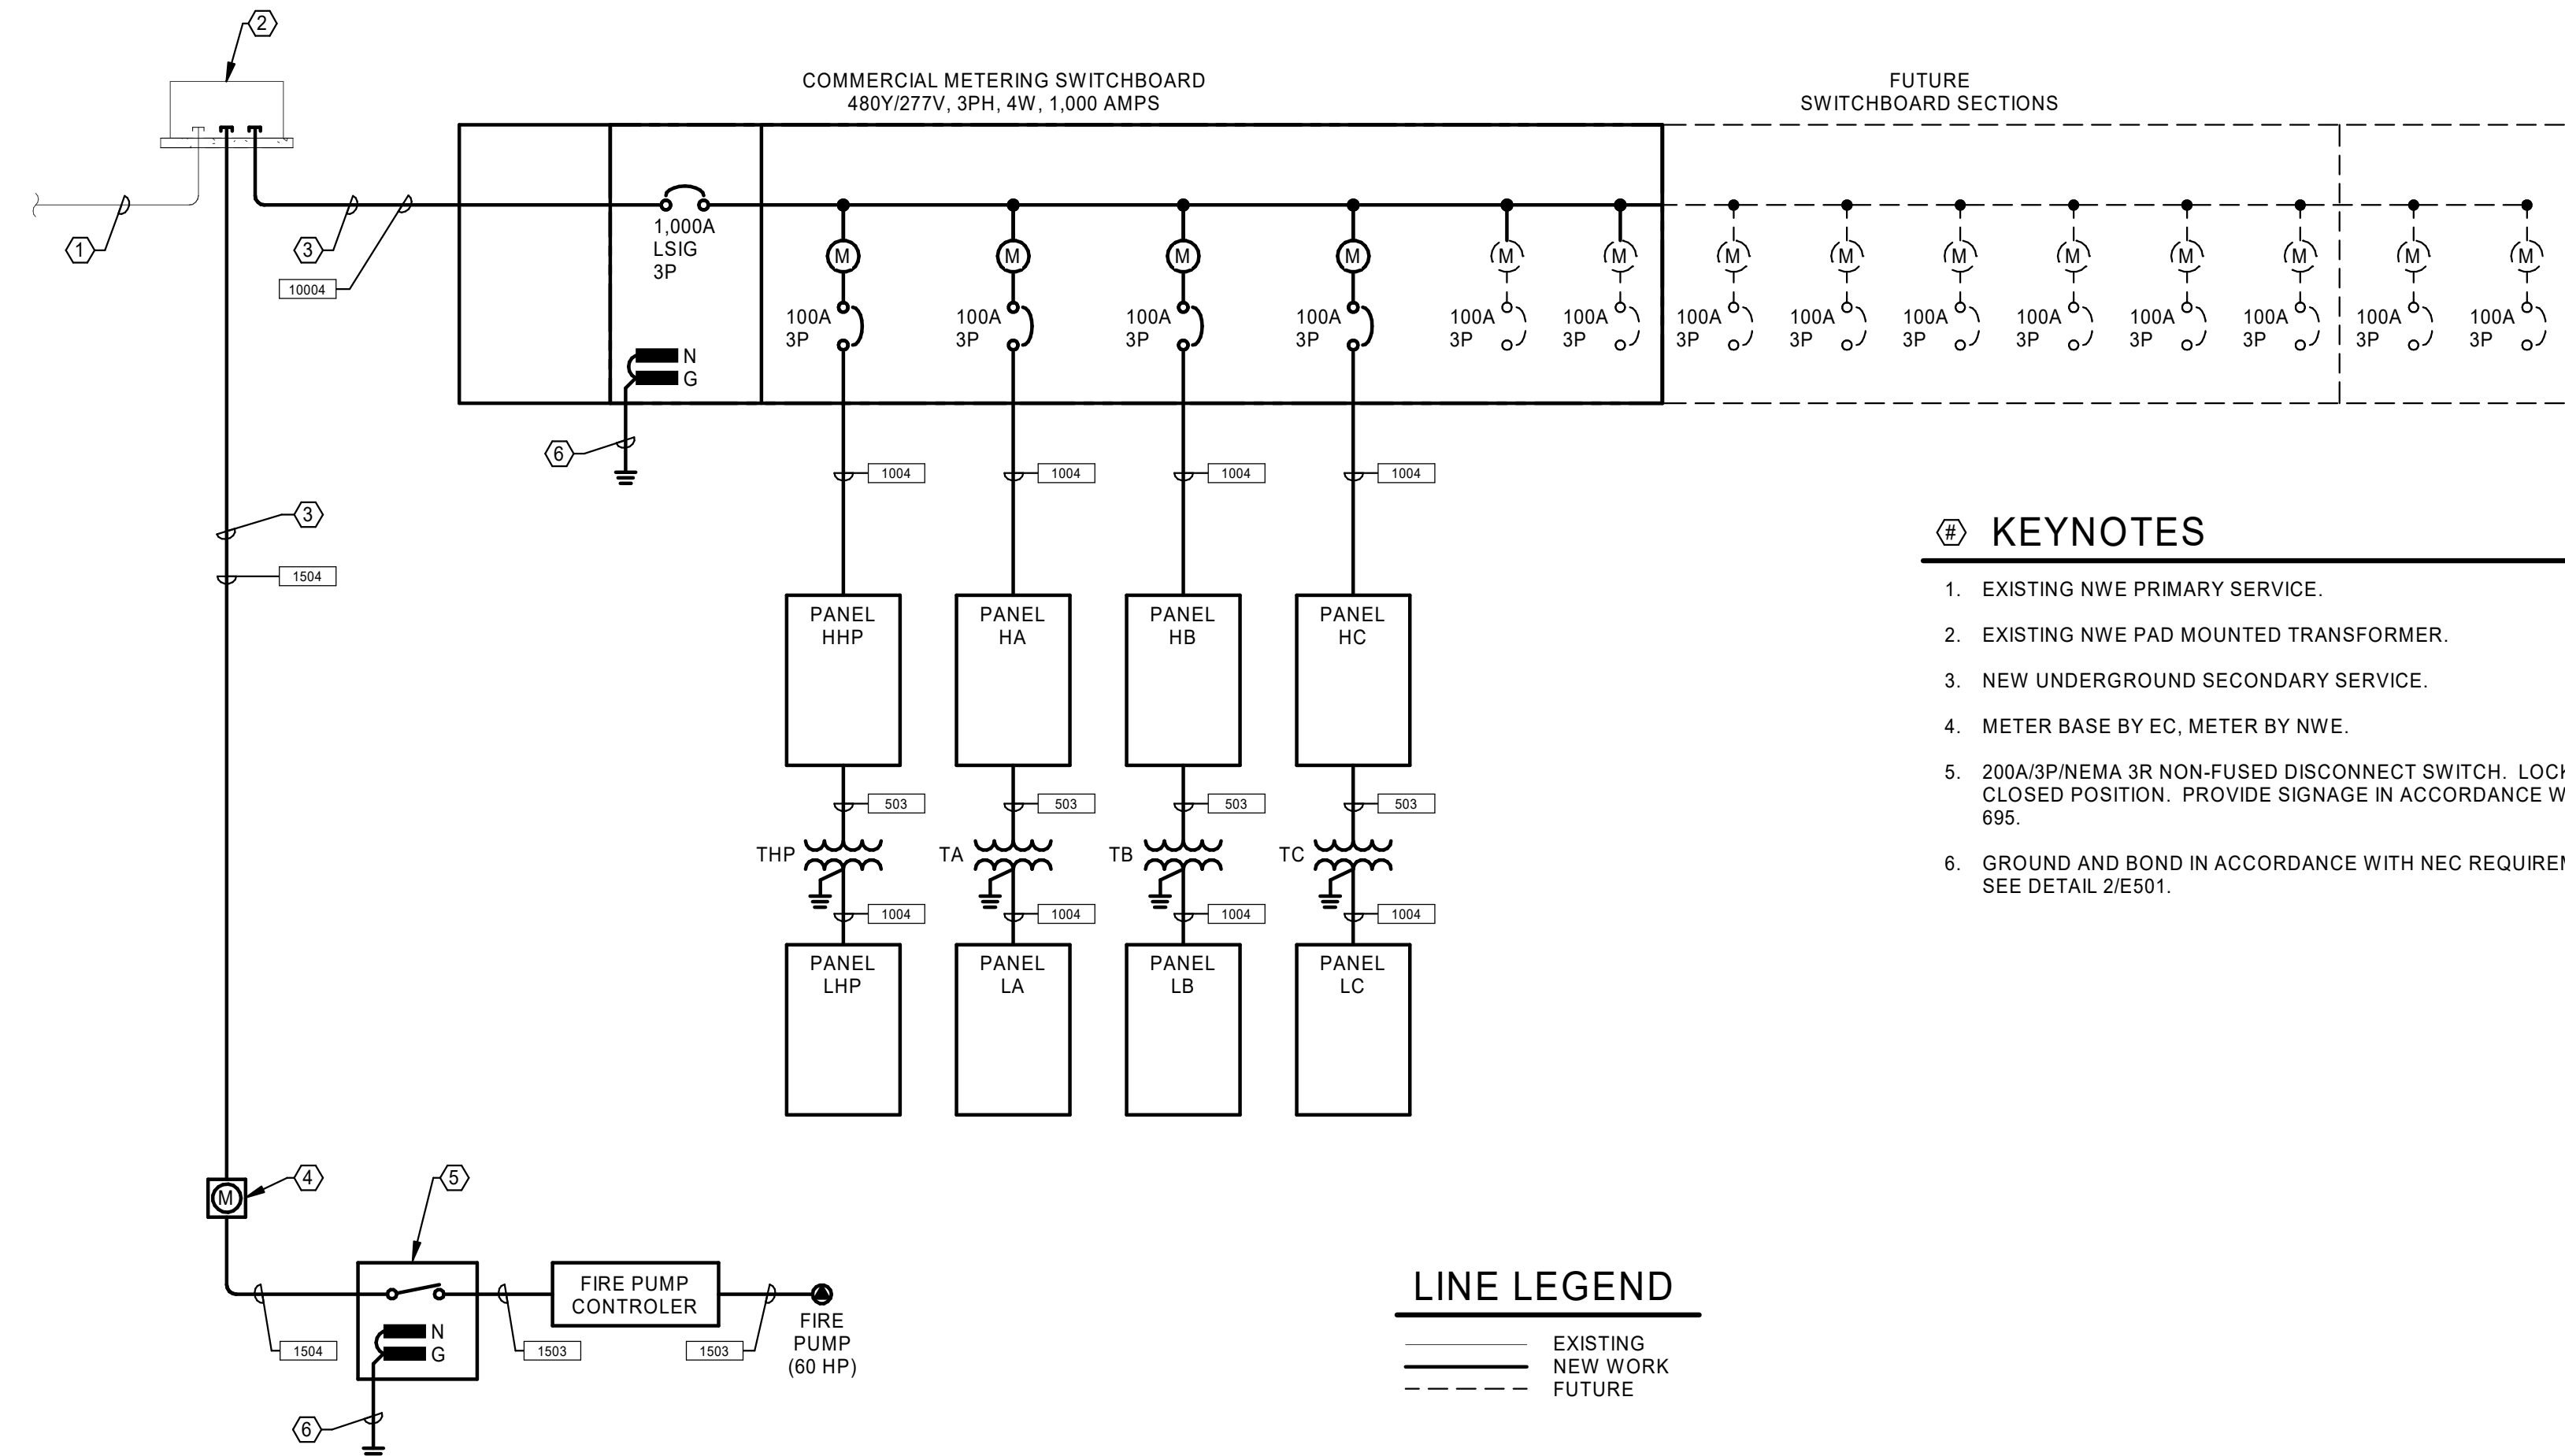 2
COMMERCIAL METERING SWITCHBOARD
480Y/277V, 3PH, 4W, 1,000 AMPS
FUTURE
SWITCHBOARD SECTIONS
1
3
10004
1,000A
LSIG
3P
N
G
6
M
100A
3P
M
100A
3P
M
100A
3P
M
100A
3P
M
100A
3P
M
100A
3P
M
100A
3P
M
100A
3P
M
100A
3P
M
100A
3P
M
100A
3P
M
100A
3P
M
100A
3P
M
100A
3P
1004
1004
1004
1004
3
1504
PANEL
HHP
PANEL
HA
PANEL
HB
PANEL
HC
503
503
503
503
THP
TA
TB
TC
1004
1004
1004
1004
PANEL
LHP
PANEL
LA
PANEL
LB
PANEL
LC
# KEYNOTES
1. EXISTING NWE PRIMARY SERVICE.
2. EXISTING NWE PAD MOUNTED TRANSFORMER.
3. NEW UNDERGROUND SECONDARY SERVICE.
4. METER BASE BY EC, METER BY NWE.
5. 200A/3P/NEMA 3R NON-FUSED DISCONNECT SWITCH. LOCK
CLOSED POSITION. PROVIDE SIGNAGE IN ACCORDANCE W
695.
6. GROUND AND BOND IN ACCORDANCE WITH NEC REQUIREM
SEE DETAIL 2/E501.
M
4
5
1504
N
G
6
1503
FIRE PUMP
CONTROLER
1503
FIRE
PUMP
(60 HP)
LINE LEGEND
EXISTING
NEW WORK
FUTURE